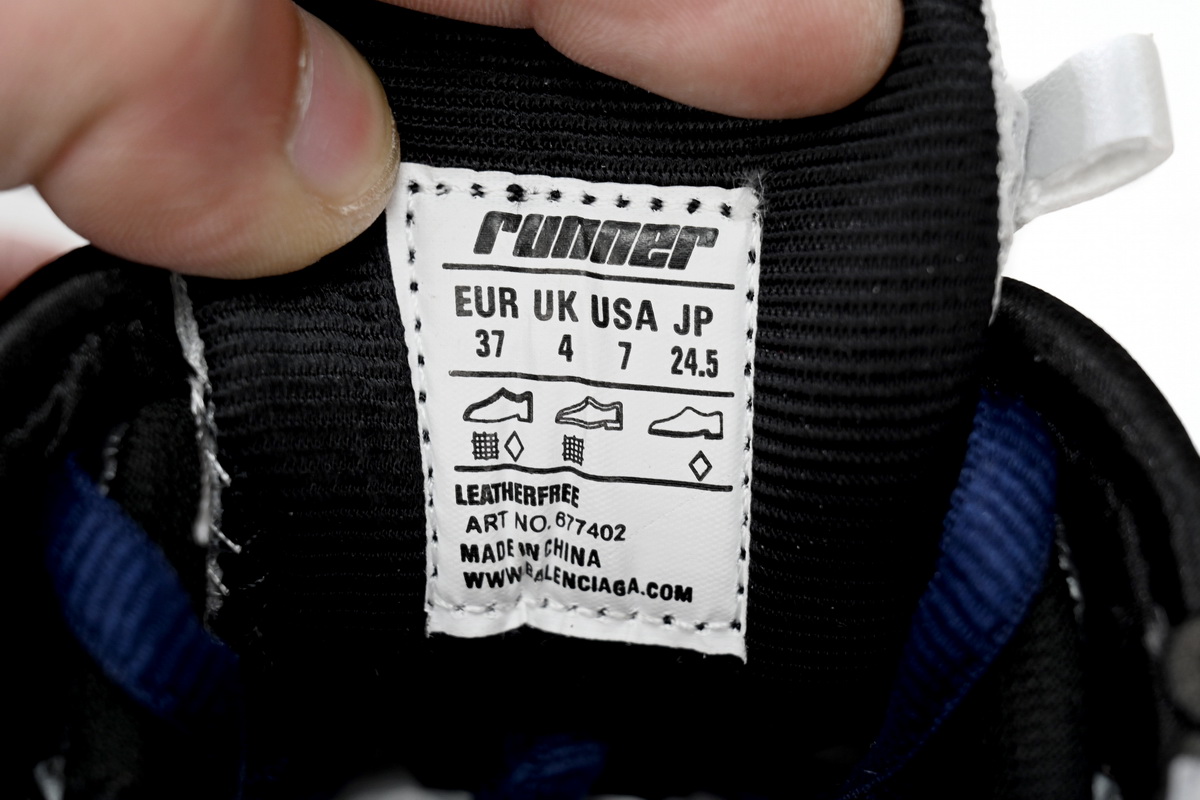 runner
EUR UK USA JP
37 4 7 24.5
LEATHERFREE
ART NO. 677402
MADE IN CHINA
WWW.BALENCIAGA.COM